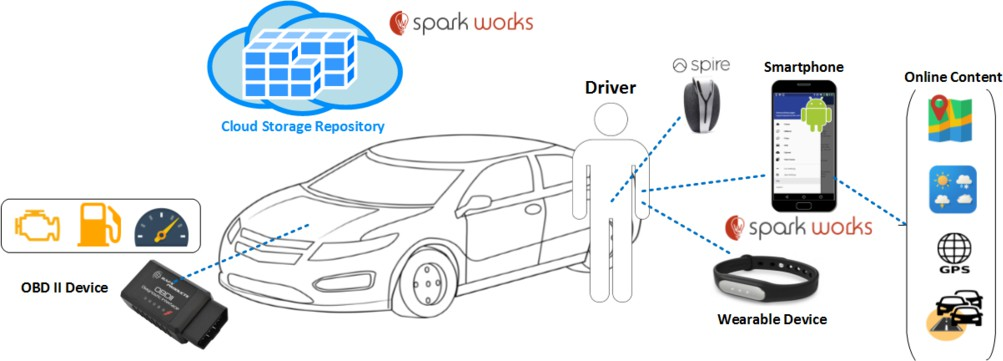 spark works
Cloud Storage Repository
Driver
spire
Smartphone
Online Content
GPS
spark works
OBD II Device
OBDII
Wearable Device